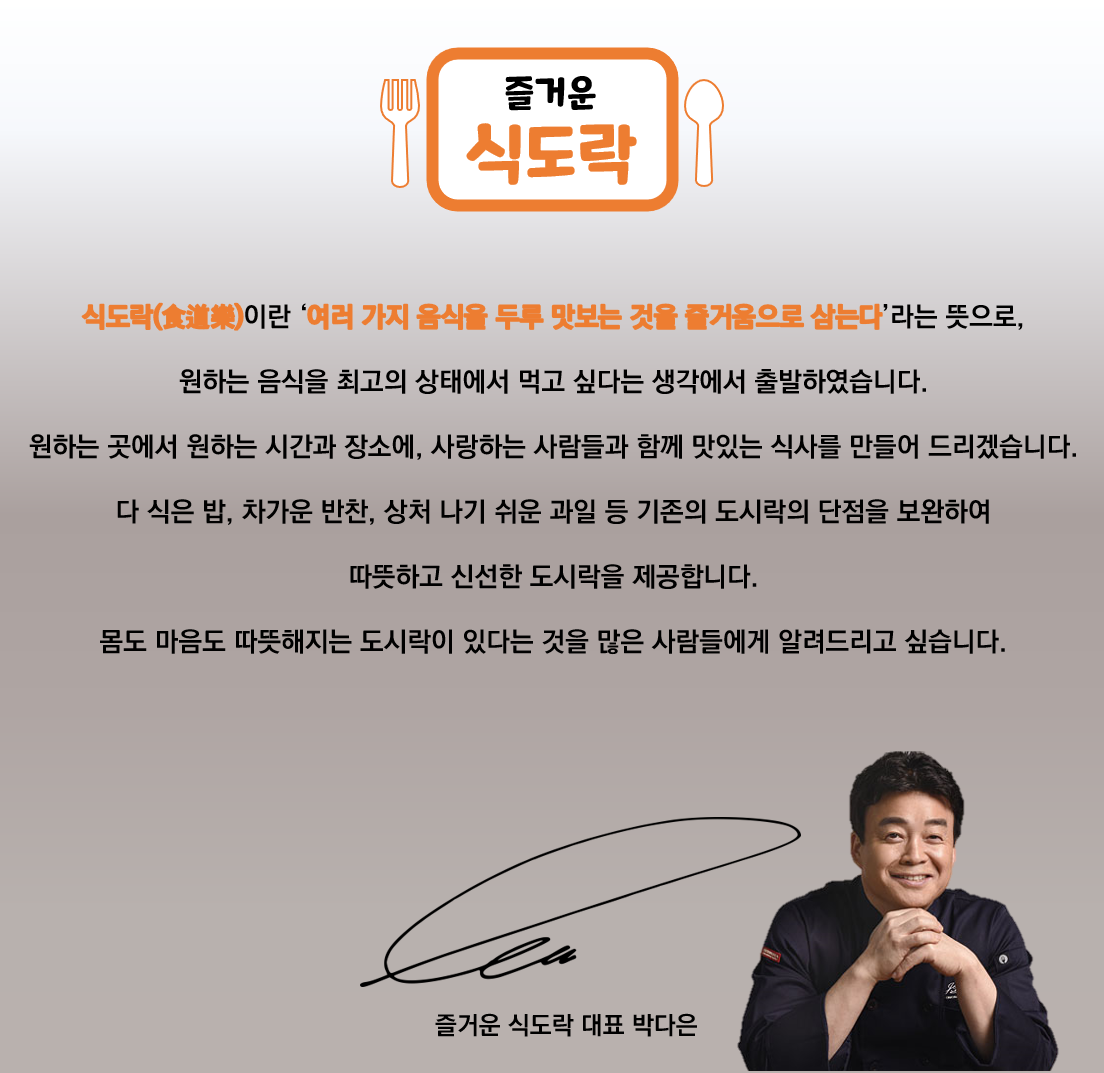 즐거운
식도락
식도락(食道樂)이란 ‘여러 가지 음식을 두루 맛보는 것을 즐거움으로 삼는다’라는 뜻으로,
원하는 음식을 최고의 상태에서 먹고 싶다는 생각에서 출발하였습니다.
원하는 곳에서 원하는 시간과 장소에, 사랑하는 사람들과 함께 맛있는 식사를 만들어 드리겠습니다.
다 식은 밥, 차가운 반찬, 상처 나기 쉬운 과일 등 기존의 도시락의 단점을 보완하여
따뜻하고 신선한 도시락을 제공합니다.
몸도 마음도 따뜻해지는 도시락이 있다는 것을 많은 사람들에게 알려드리고 싶습니다.
즐거운 식도락 대표 박다은